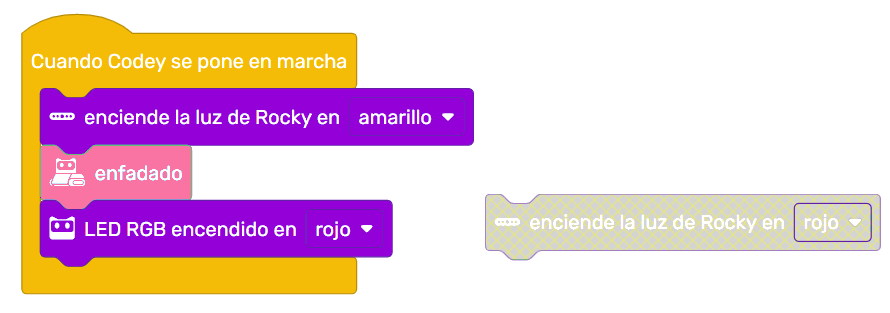 Cuando Codey se pone en marcha
enciende la luz de Rocky en amarillo
enfadado
LED RGB encendido en rojo
enciende la luz de Rocky en rojo